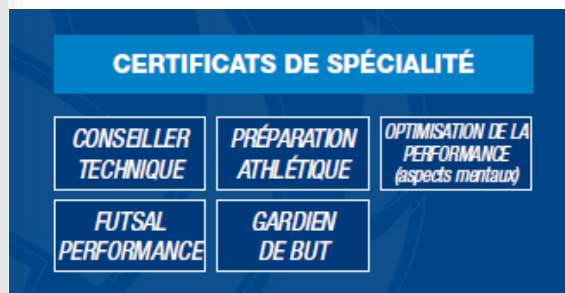 CERTIFICATS DE SPÉCIALITÉ
CONSEILLER
TECHNIQUE
PRÉPARATION
ATHLÉTIQUE
OPTIMISATION DE LA
PERFORMANCE
(aspects mentaux)
FUTSAL
PERFORMANCE
GARDIEN
DE BUT